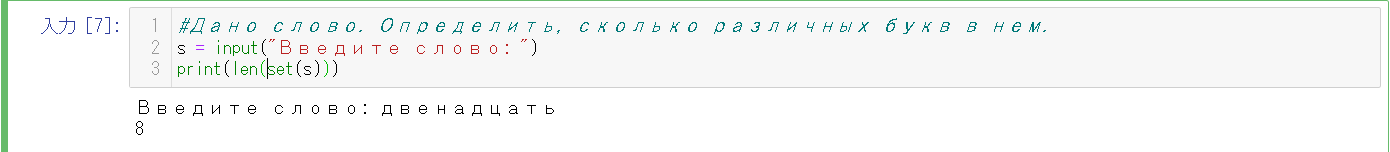 入力 [7]:
1 #Дано слово. Определить, сколько различных букв в нем.
2 s = input("Введите слово:")
3 print(len(set(s)))
Введите слово: двенадцать
8